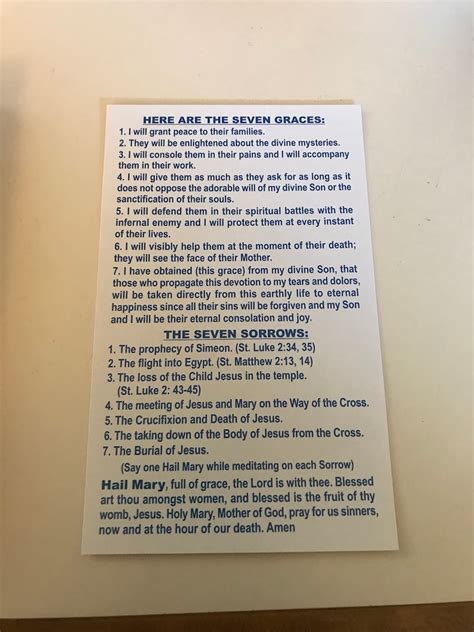 HERE ARE THE SEVEN GRACES:
1. I will grant peace to their families.
2. They will be enlightened about the divine mysteries.
3. I will console them in their pains and I will accompany
them in their work.
4. I will give them as much as they ask for as long as it
does not oppose the adorable will of my divine Son or the
sanctification of their souls.
5. I will defend them in their spiritual battles with the
infernal enemy and I will protect them at every instant
of their lives.
6. I will visibly help them at the moment of their death;
they will see the face of their Mother.
7. I have obtained (this grace) from my divine Son, that
those who propagate this devotion to my tears and dolors,
will be taken directly from this earthly life to eternal
happiness since all their sins will be forgiven and my Son
and I will be their eternal consolation and joy.
THE SEVEN SORROWS:
1. The prophecy of Simeon. (St. Luke 2:34, 35)
2. The flight into Egypt. (St. Matthew 2:13, 14)
3. The loss of the Child Jesus in the temple.
(St. Luke 2: 43-45)
4. The meeting of Jesus and Mary on the Way of the Cross.
5. The Crucifixion and Death of Jesus.
6. The taking down of the Body of Jesus from the Cross.
7. The Burial of Jesus.
(Say one Hail Mary while meditating on each Sorrow)
Hail Mary, full of grace, the Lord is with thee. Blessed
art thou amongst women, and blessed is the fruit of thy
womb, Jesus. Holy Mary, Mother of God, pray for us sinners,
now and at the hour of our death. Amen